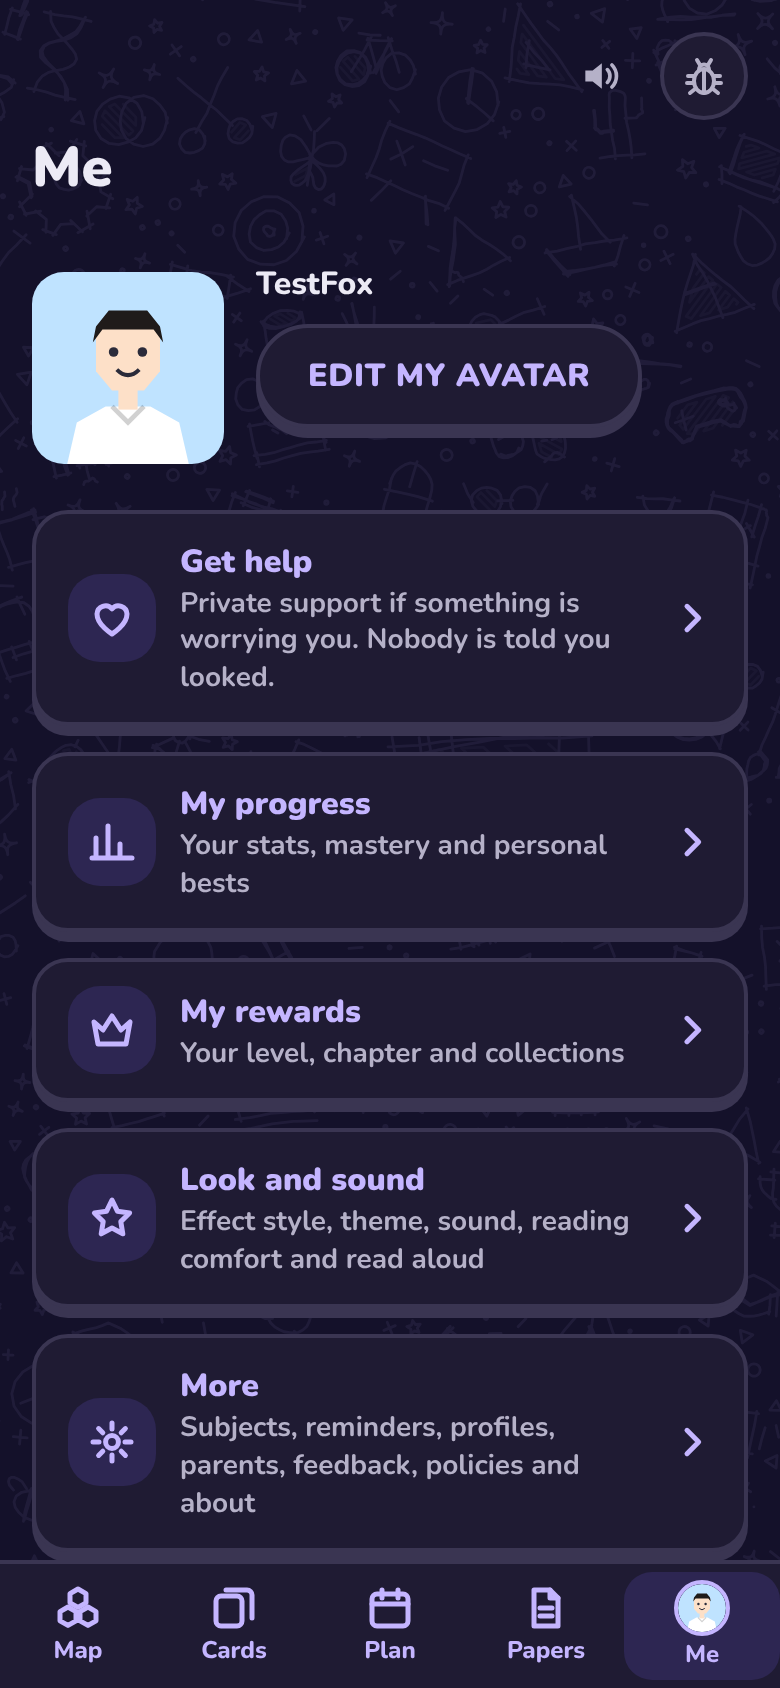 Me
TestFox
EDIT MY AVATAR
Get help
Private support if something is
worrying you. Nobody is told you
looked.
My progress
Your stats, mastery and personal
bests
My rewards
Your level, chapter and collections
Look and sound
Effect style, theme, sound, reading
comfort and read aloud
More
Subjects, reminders, profiles,
parents, feedback, policies and
about
Map
Cards
Plan
Papers
Me